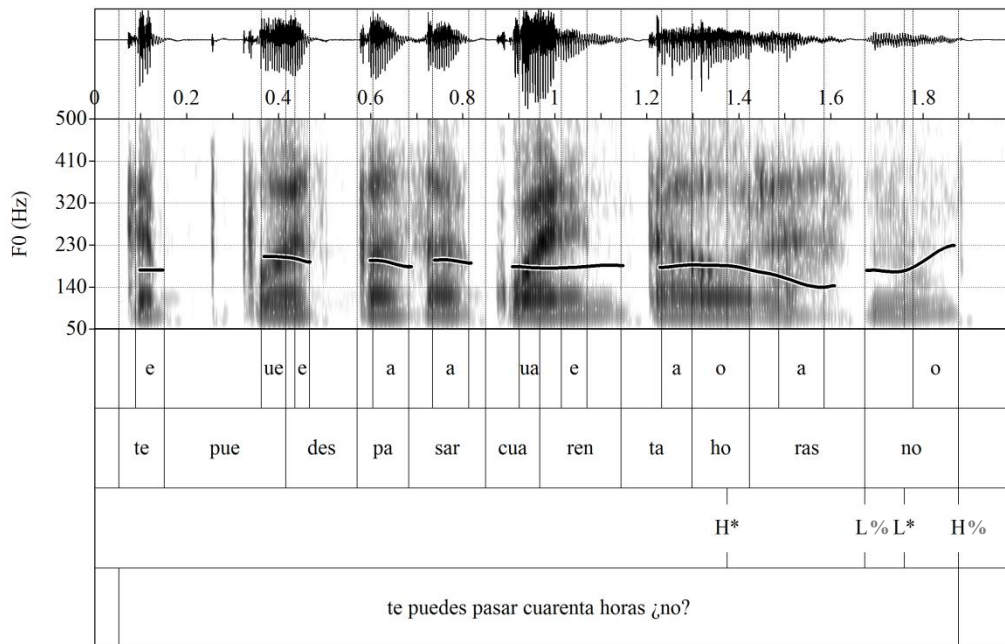 0 0.2 0.4 0.6 0.8 1 1.2 1.4 1.6 1.8
500
410
320
230
140
50
F0 (Hz)
e ue e a a ua e a o a o
te pue des pa sar cua ren ta ho ras no
H* L% L* H%
te puedes pasar cuarenta horas ¿no?